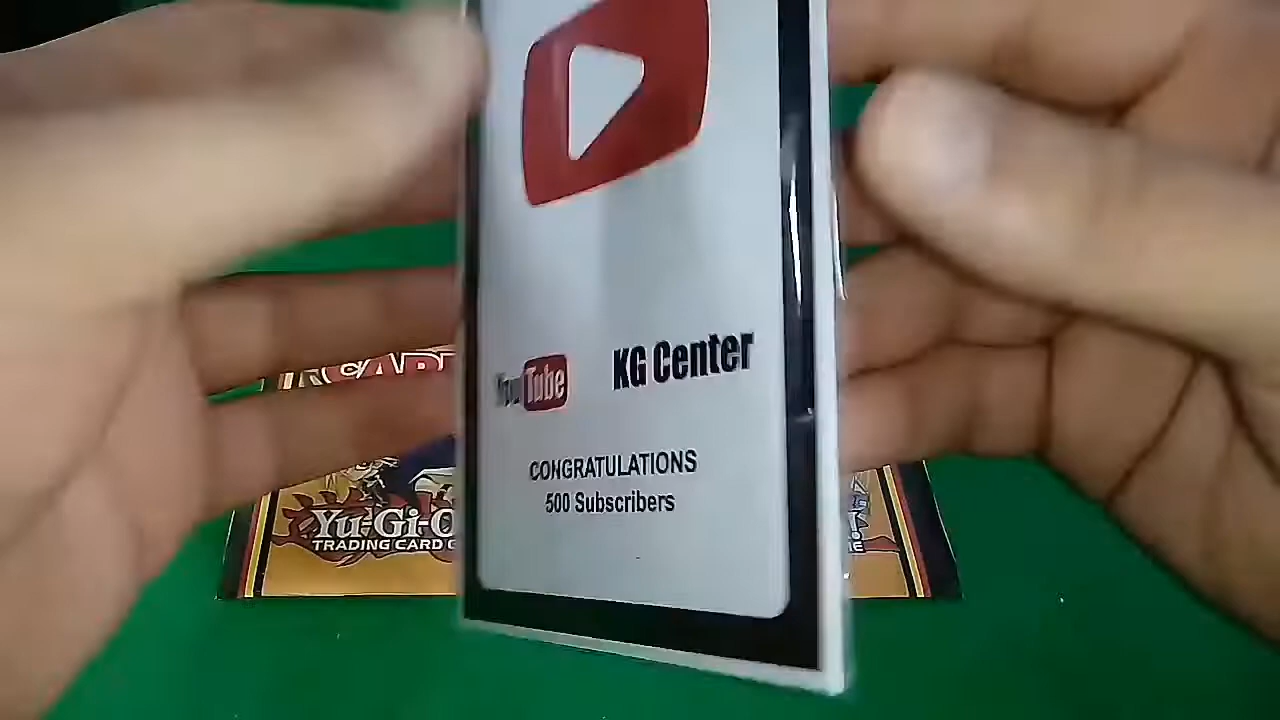 YouTube KG Center
CONGRATULATIONS
500 Subscribers
Yu-Gi-O
TRADING CARD G